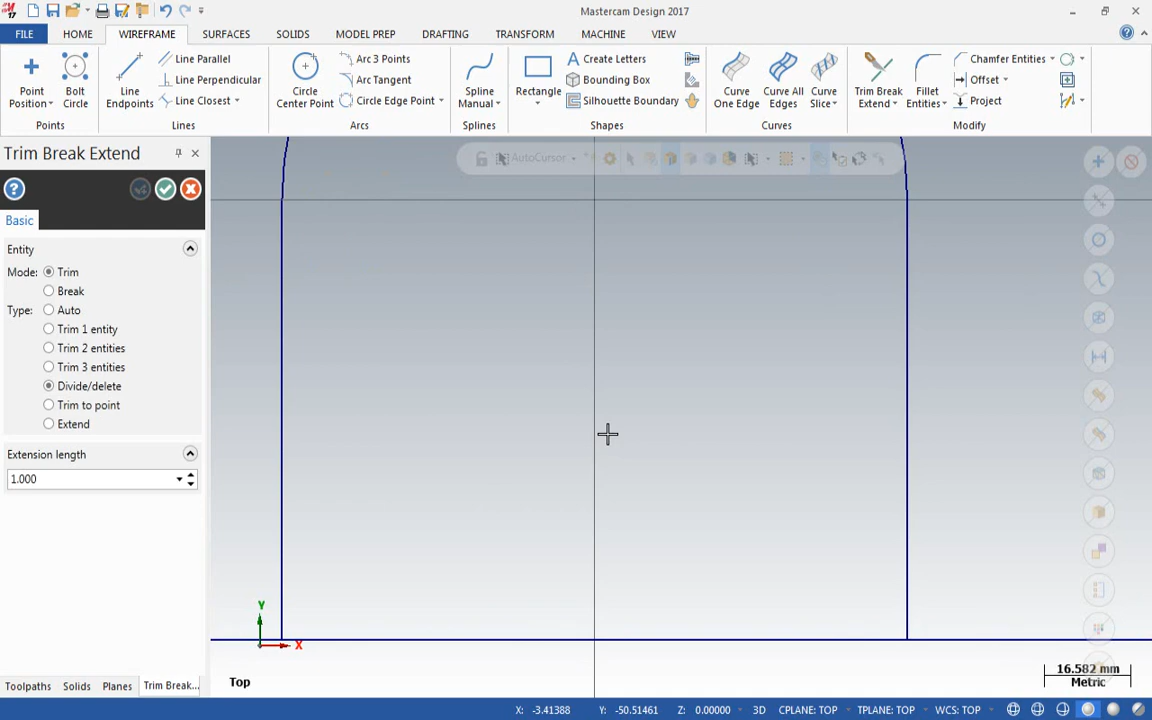 Mastercam Design 2017
FILE HOME WIREFRAME SURFACES SOLIDS MODEL PREP DRAFTING TRANSFORM MACHINE VIEW
Point Position
Bolt Circle
Points
Line Endpoints
Line Parallel
Line Perpendicular
Line Closest
Lines
Circle Center Point
Arc 3 Points
Arc Tangent
Circle Edge Point
Arcs
Spline Manual
Splines
Rectangle
Create Letters
Bounding Box
Silhouette Boundary
Shapes
Curve One Edge
Curve All Edges
Curve Slice
Curves
Trim Break Extend
Fillet Entities
Chamfer Entities
Offset
Project
Modify
Trim Break Extend
Basic
Entity
Mode: Trim
Break
Type: Auto
Trim 1 entity
Trim 2 entities
Trim 3 entities
Divide/delete
Trim to point
Extend
Extension length
1.000
AutoCursor
Y
X
Top
16.582 mm
Metric
Toolpaths Solids Planes Trim Break...
X: -3.41388 Y: -50.51461 Z: 0.00000 3D CPLANE: TOP TPLANE: TOP WCS: TOP